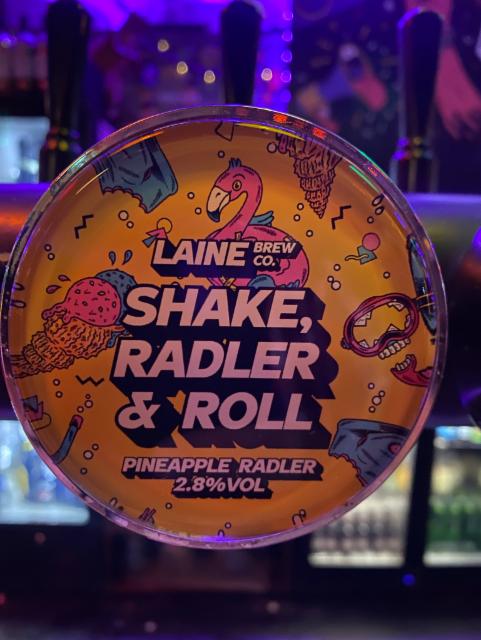 LAINE BREW CO.
SHAKE,
RADLER
& ROLL
PINEAPPLE RADLER
2.8%VOL